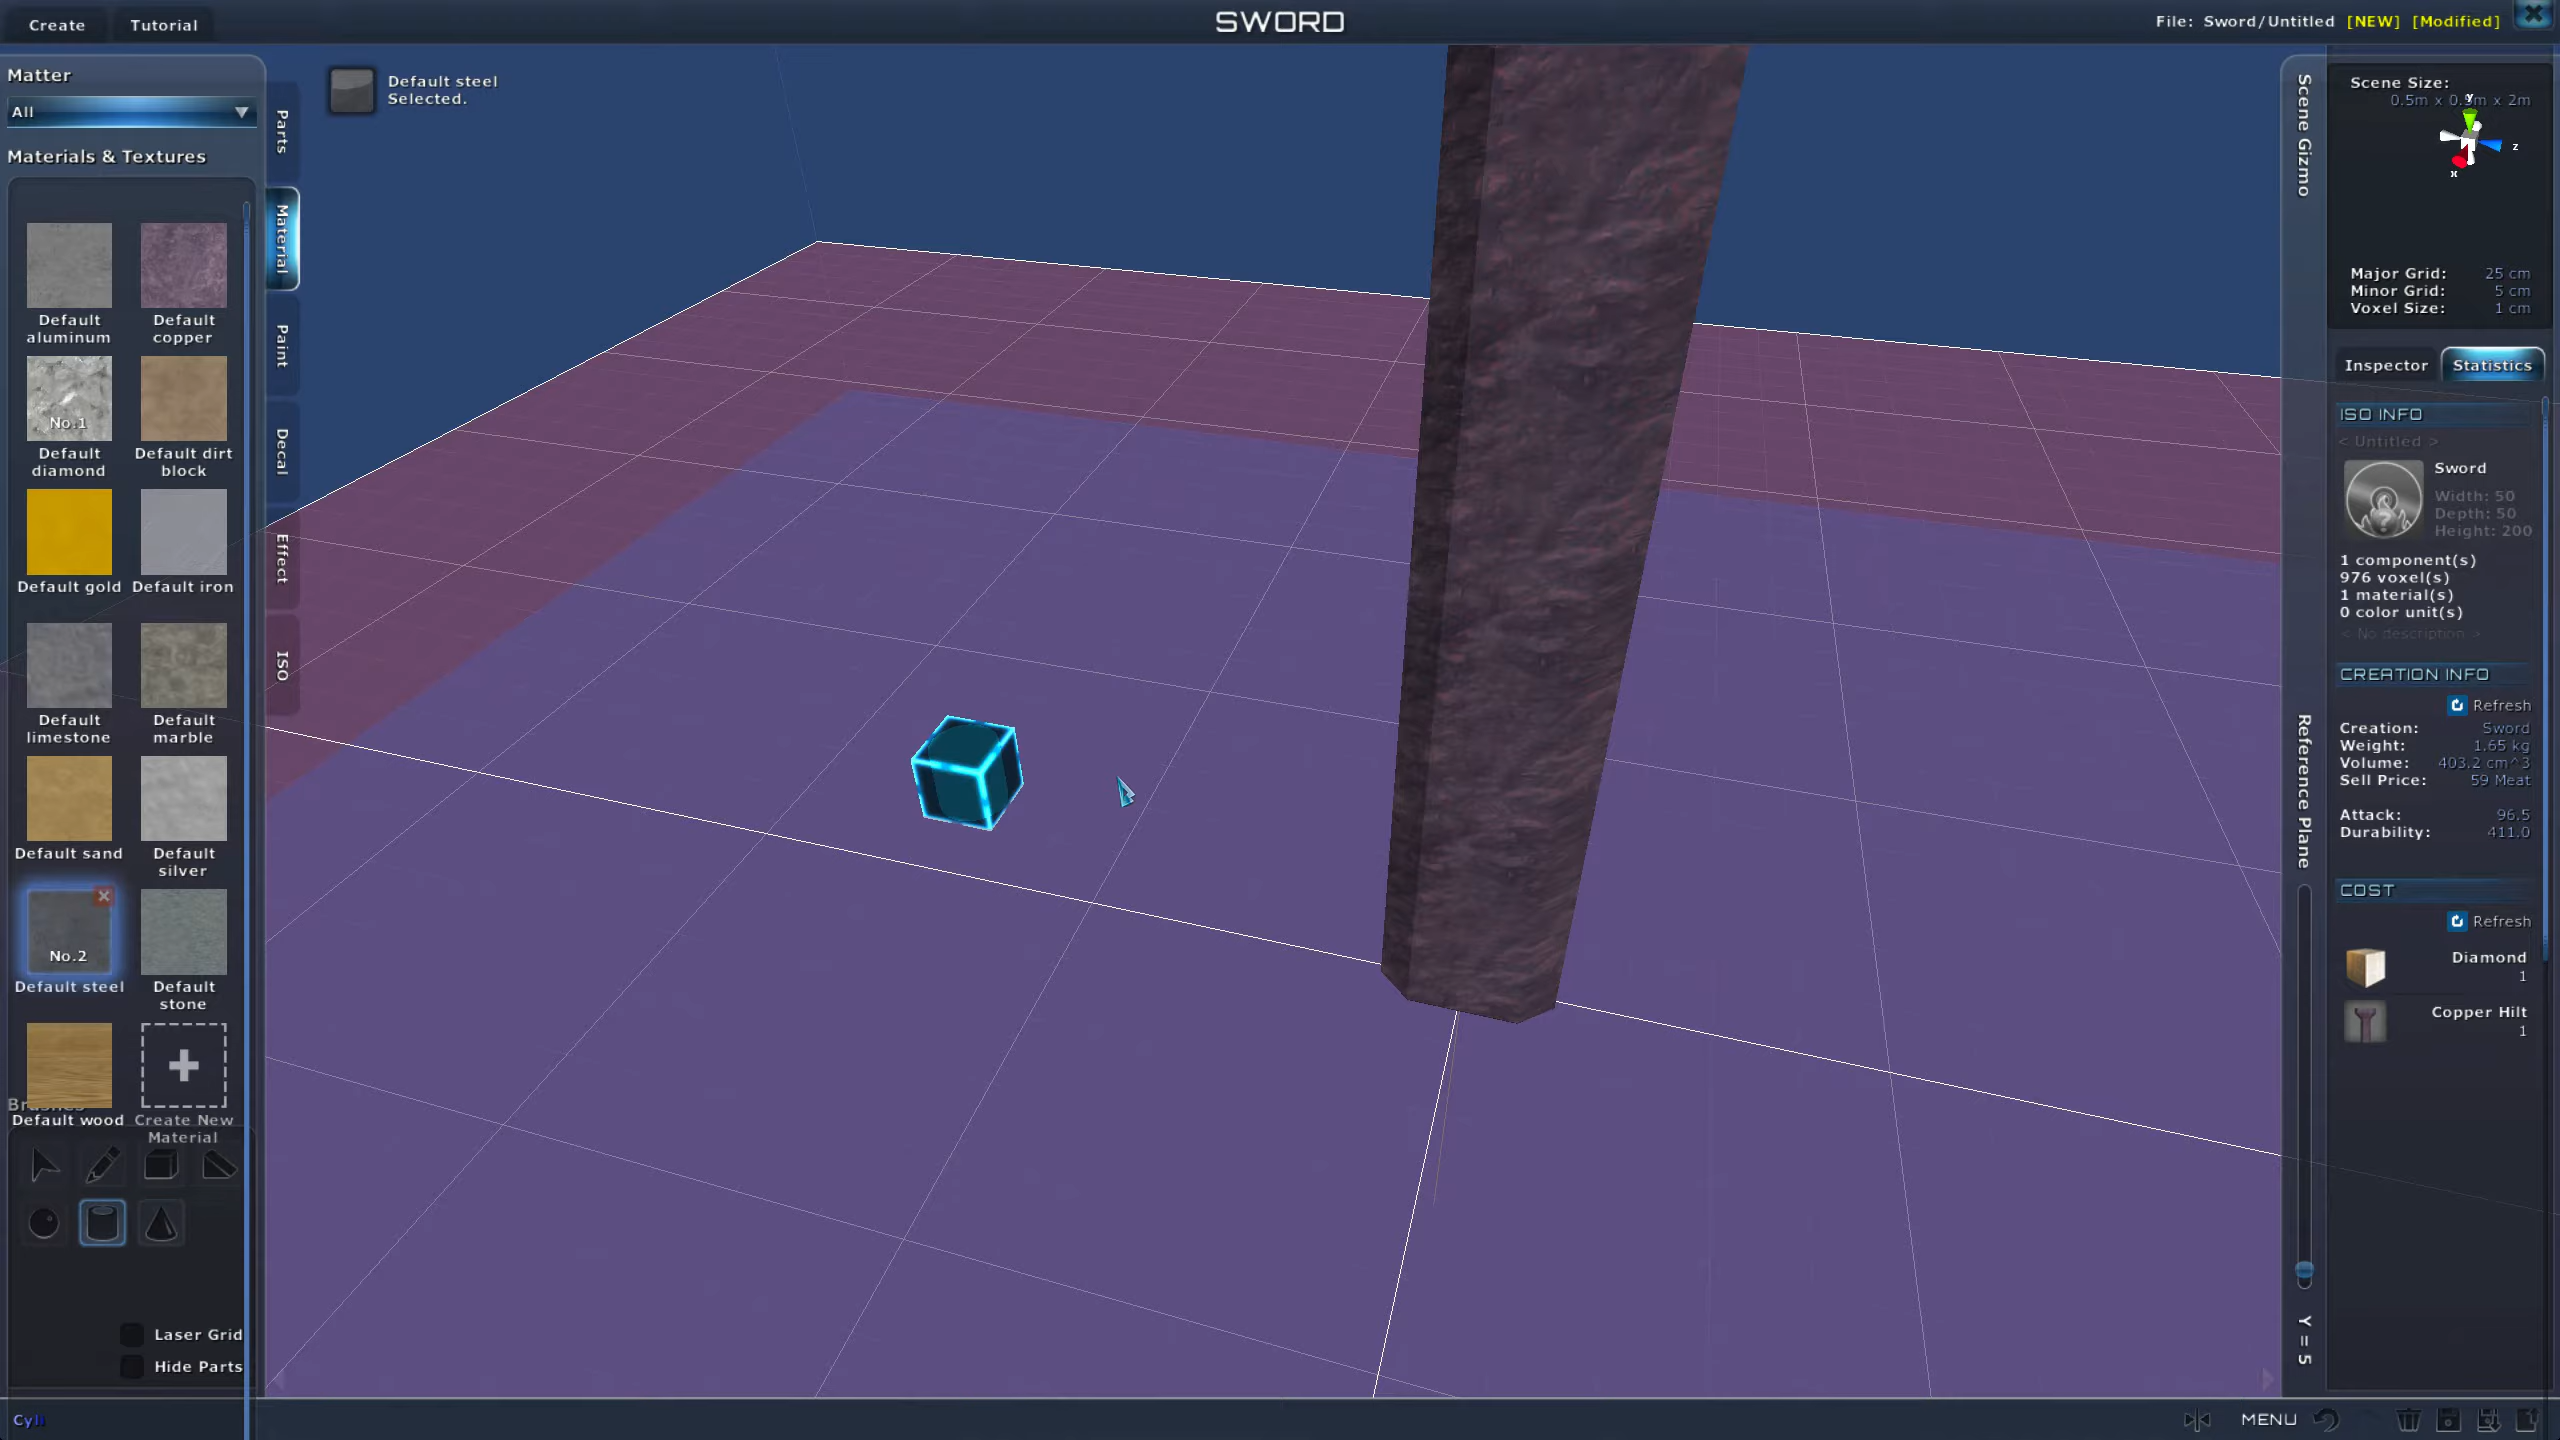 Create
Tutorial
SWORD
File: Sword/Untitled [NEW] [Modified]
Matter
All
Materials & Textures
Default aluminum
Default copper
No.1
Default diamond
Default dirt block
Default gold
Default iron
Default limestone
Default marble
Default sand
Default silver
No.2
Default steel
Default stone
Default wood
Create New Material
Laser Grid
Hide Parts
Cyli
Parts
Material
Paint
Decal
Effect
ISO
Default steel
Selected.
Scene Gizmo
Reference Plane
Y = 5
Scene Size:
0.5m x 0.5m x 2m
y
z
x
Major Grid: 25 cm
Minor Grid: 5 cm
Voxel Size: 1 cm
Inspector
Statistics
ISO INFO
< Untitled >
Sword
Width: 50
Depth: 50
Height: 200
1 component(s)
976 voxel(s)
1 material(s)
0 color unit(s)
< No description >
CREATION INFO
Refresh
Creation: Sword
Weight: 1.65 kg
Volume: 403.2 cm^3
Sell Price: 59 Meat
Attack: 96.5
Durability: 411.0
COST
Refresh
Diamond
1
Copper Hilt
1
MENU